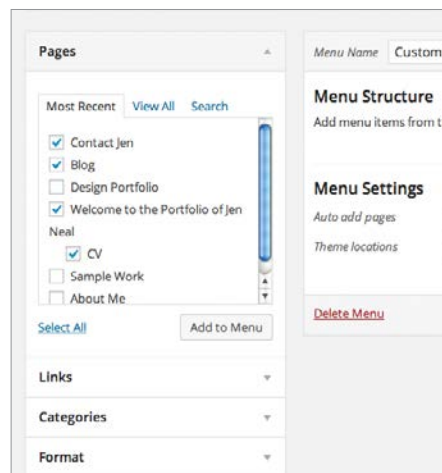 Pages
Most Recent View All Search
Contact Jen
Blog
Design Portfolio
Welcome to the Portfolio of Jen
Neal
CV
Sample Work
About Me
Select All Add to Menu
Links
Categories
Format
Menu Name Custom
Menu Structure
Add menu items from t
Menu Settings
Auto add pages
Theme locations
Delete Menu